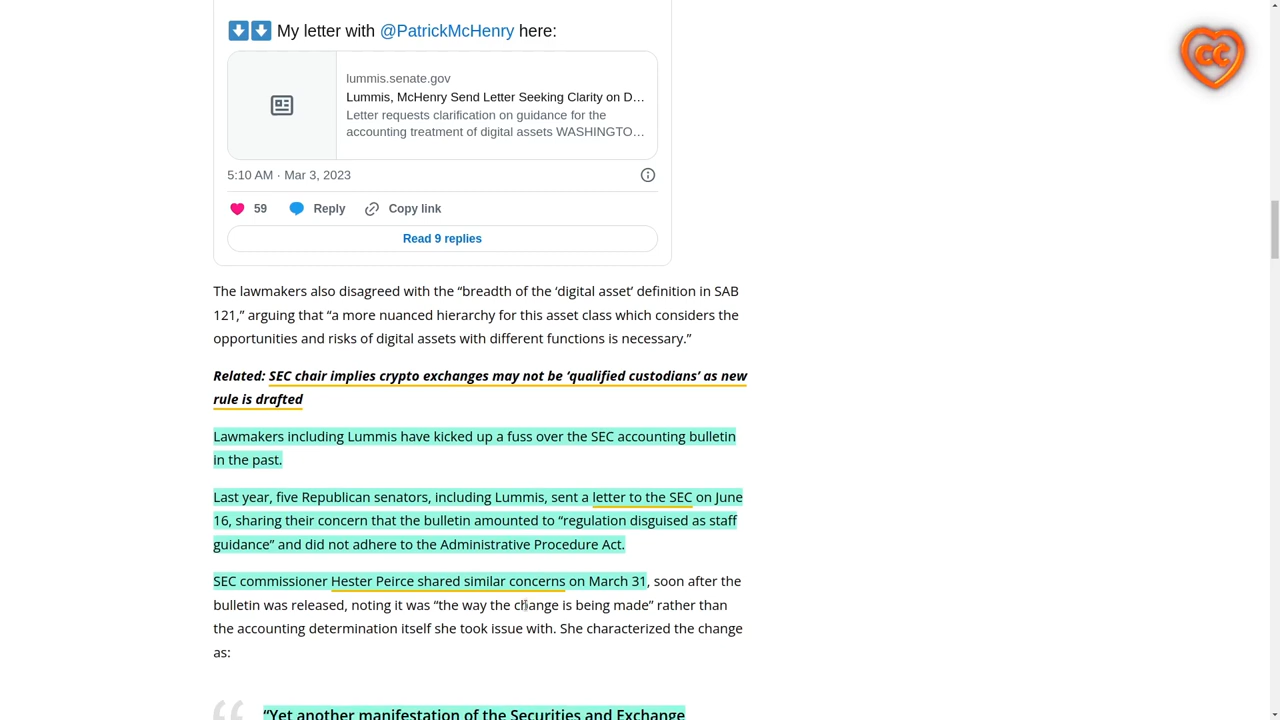 ⬇️⬇️ My letter with @PatrickMcHenry here:
lummis.senate.gov
Lummis, McHenry Send Letter Seeking Clarity on D…
Letter requests clarification on guidance for the
accounting treatment of digital assets WASHINGTO…
5:10 AM · Mar 3, 2023
59 Reply Copy link
Read 9 replies
The lawmakers also disagreed with the “breadth of the ‘digital asset’ definition in SAB
121,” arguing that “a more nuanced hierarchy for this asset class which considers the
opportunities and risks of digital assets with different functions is necessary.”
Related: SEC chair implies crypto exchanges may not be ‘qualified custodians’ as new
rule is drafted
Lawmakers including Lummis have kicked up a fuss over the SEC accounting bulletin
in the past.
Last year, five Republican senators, including Lummis, sent a letter to the SEC on June
16, sharing their concern that the bulletin amounted to “regulation disguised as staff
guidance” and did not adhere to the Administrative Procedure Act.
SEC commissioner Hester Peirce shared similar concerns on March 31, soon after the
bulletin was released, noting it was “the way the change is being made” rather than
the accounting determination itself she took issue with. She characterized the change
as:
“Yet another manifestation of the Securities and Exchange
CC